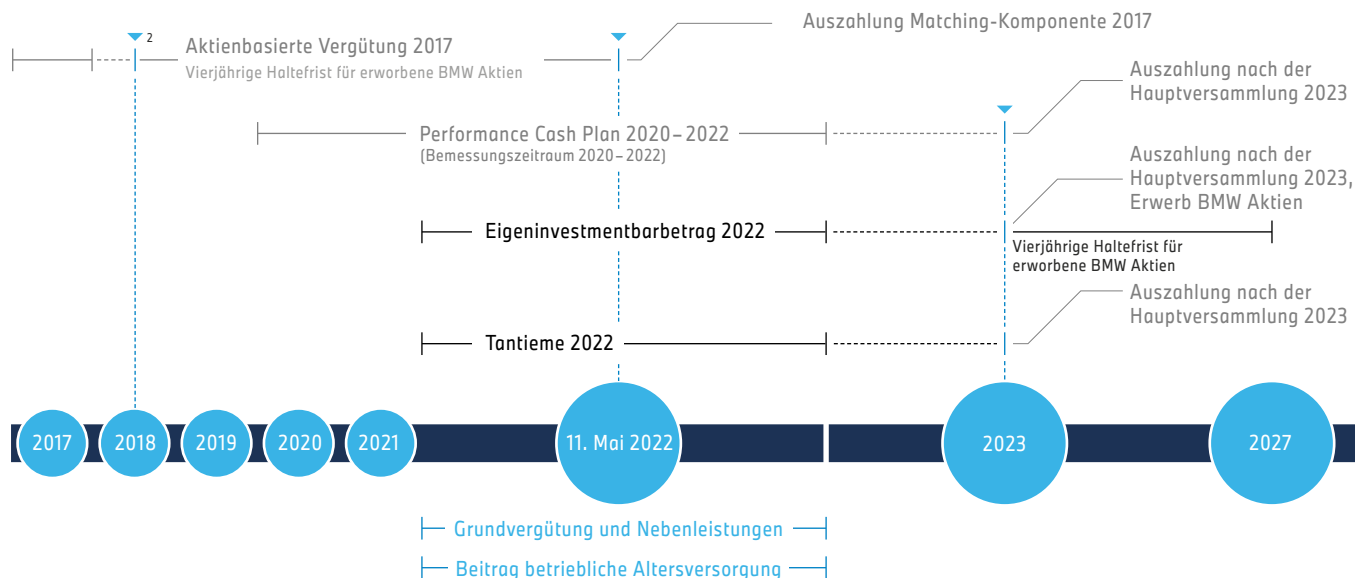 Auszahlung Matching-Komponente 2017
2
Aktienbasierte Vergütung 2017
Vierjährige Haltefrist für erworbene BMW Aktien
Auszahlung nach der
Hauptversammlung 2023
Performance Cash Plan 2020–2022
(Bemessungszeitraum 2020–2022)
Auszahlung nach der
Hauptversammlung 2023,
Erwerb BMW Aktien
Eigeninvestmentbarbetrag 2022
Vierjährige Haltefrist für
erworbene BMW Aktien
Auszahlung nach der
Hauptversammlung 2023
Tantieme 2022
2017 2018 2019 2020 2021 11. Mai 2022 2023 2027
Grundvergütung und Nebenleistungen
Beitrag betriebliche Altersversorgung